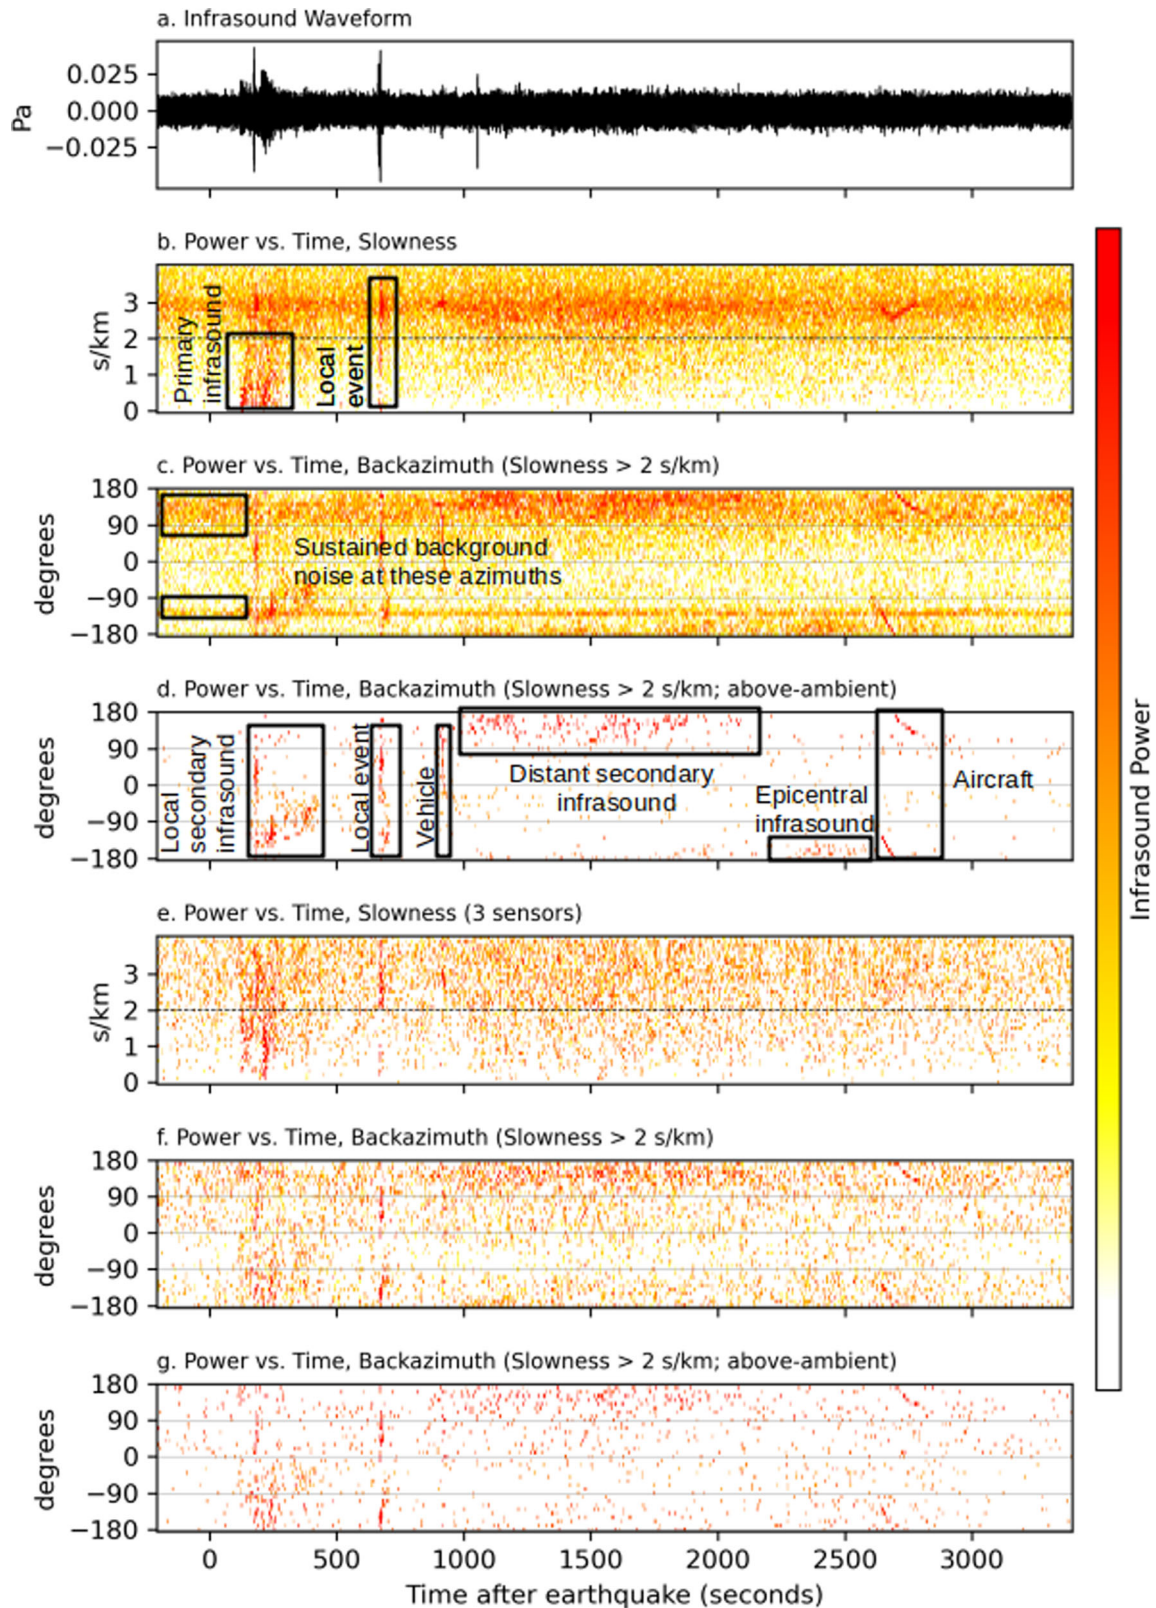 a. Infrasound Waveform
0.025
0.000
−0.025
Pa
b. Power vs. Time, Slowness
3
2
1
0
s/km
Primary
infrasound
Local
event
c. Power vs. Time, Backazimuth (Slowness > 2 s/km)
180
90
0
−90
−180
degrees
Sustained background
noise at these azimuths
d. Power vs. Time, Backazimuth (Slowness > 2 s/km; above-ambient)
180
90
0
−90
−180
degrees
Local
secondary
infrasound
Local event
Vehicle
Distant secondary
infrasound
Epicentral
infrasound
Aircraft
e. Power vs. Time, Slowness (3 sensors)
3
2
1
0
s/km
f. Power vs. Time, Backazimuth (Slowness > 2 s/km)
180
90
0
−90
−180
degrees
g. Power vs. Time, Backazimuth (Slowness > 2 s/km; above-ambient)
180
90
0
−90
−180
degrees
0 500 1000 1500 2000 2500 3000
Time after earthquake (seconds)
Infrasound Power